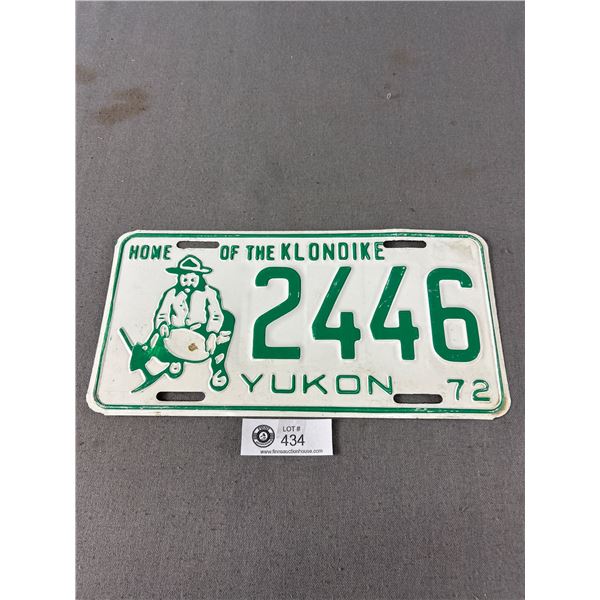 HOME OF THE KLONDIKE
2446
YUKON 72
LOT #
434
www.finnsauctionhouse.com